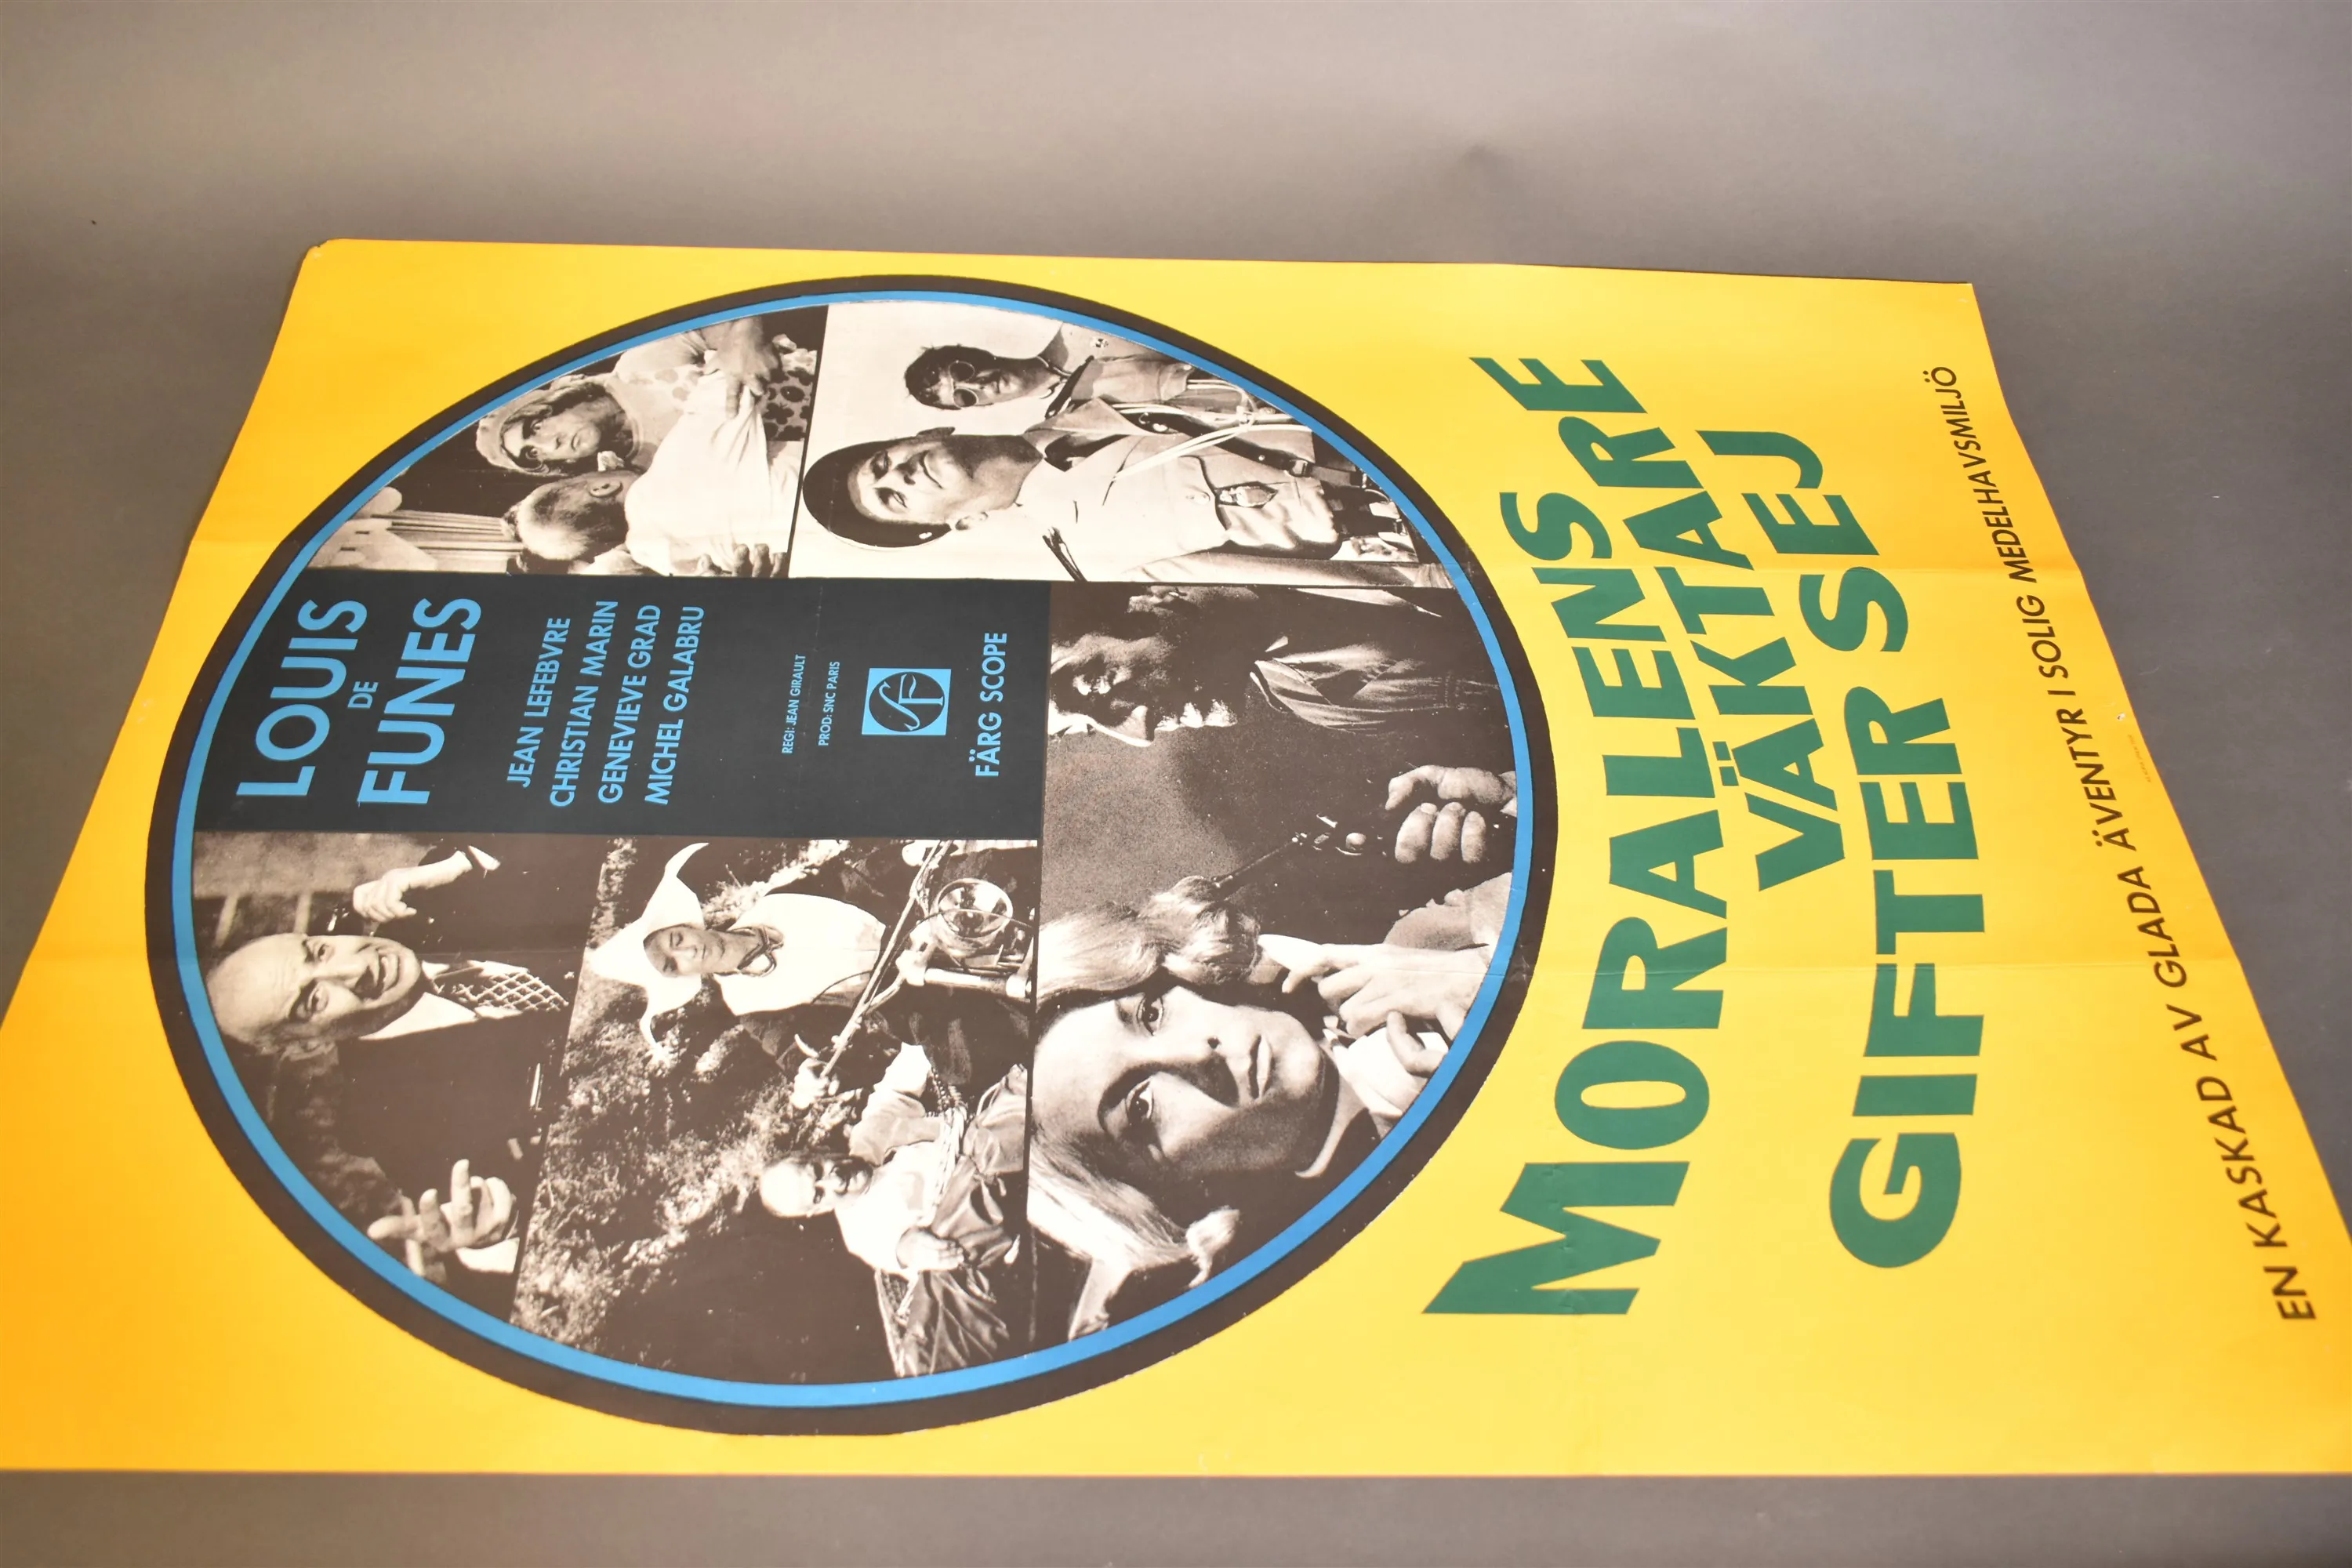 LOUIS
DE
FUNES
JEAN LEFEBVRE
CHRISTIAN MARIN
GENEVIEVE GRAD
MICHEL GALABRU
REGI: JEAN GIRAULT
PROD: SNC PARIS
SF
FÄRG SCOPE
MORALENS
VÄKTARE
GIFTER SEJ
EN KASKAD AV GLADA ÄVENTYR I SOLIG MEDELHAVSMILJÖ